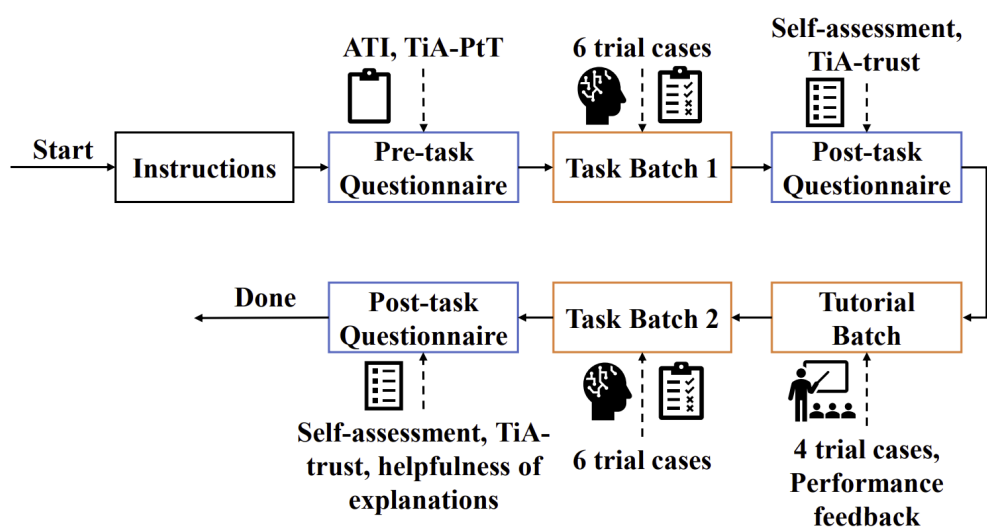 ATI, TiA-PtT
6 trial cases
Self-assessment,
TiA-trust
Start
Instructions
Pre-task
Questionnaire
Task Batch 1
Post-task
Questionnaire
Done
Post-task
Questionnaire
Task Batch 2
Tutorial
Batch
Self-assessment, TiA-
trust, helpfulness of
explanations
6 trial cases
4 trial cases,
Performance
feedback